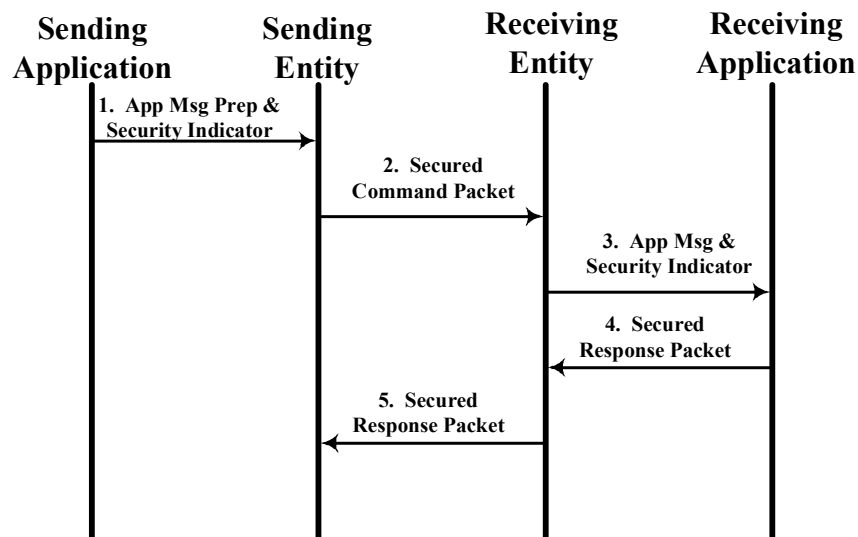 Sending
Application
Sending
Entity
Receiving
Entity
Receiving
Application
1. App Msg Prep &
Security Indicator
2. Secured
Command Packet
3. App Msg &
Security Indicator
4. Secured
Response Packet
5. Secured
Response Packet